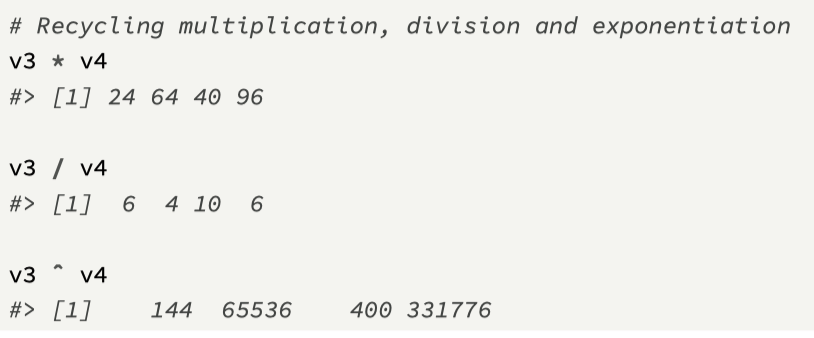 # Recycling multiplication, division and exponentiation
v3 * v4
#> [1] 24 64 40 96
v3 / v4
#> [1]  6  4 10  6
v3 ^ v4
#> [1]    144  65536    400 331776